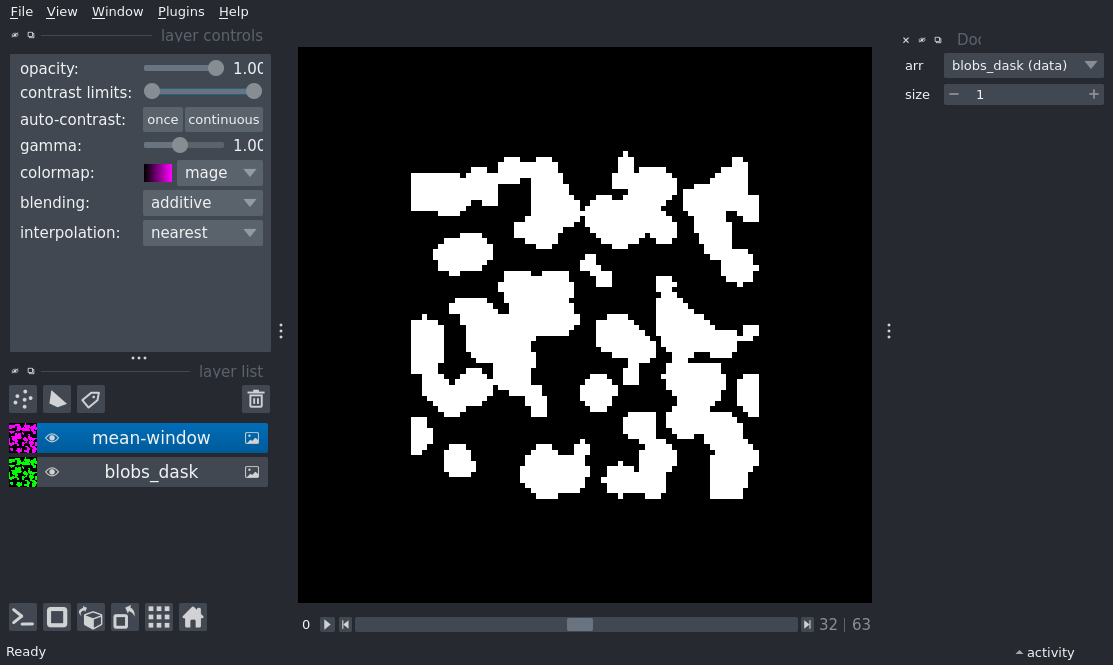 File View Window Plugins Help
layer controls
opacity: 1.00
contrast limits:
auto-contrast: once continuous
gamma: 1.00
colormap: mage
blending: additive
interpolation: nearest
layer list
mean-window
blobs_dask
Ready
0 32 | 63
Doc
arr blobs_dask (data)
size − 1 +
activity